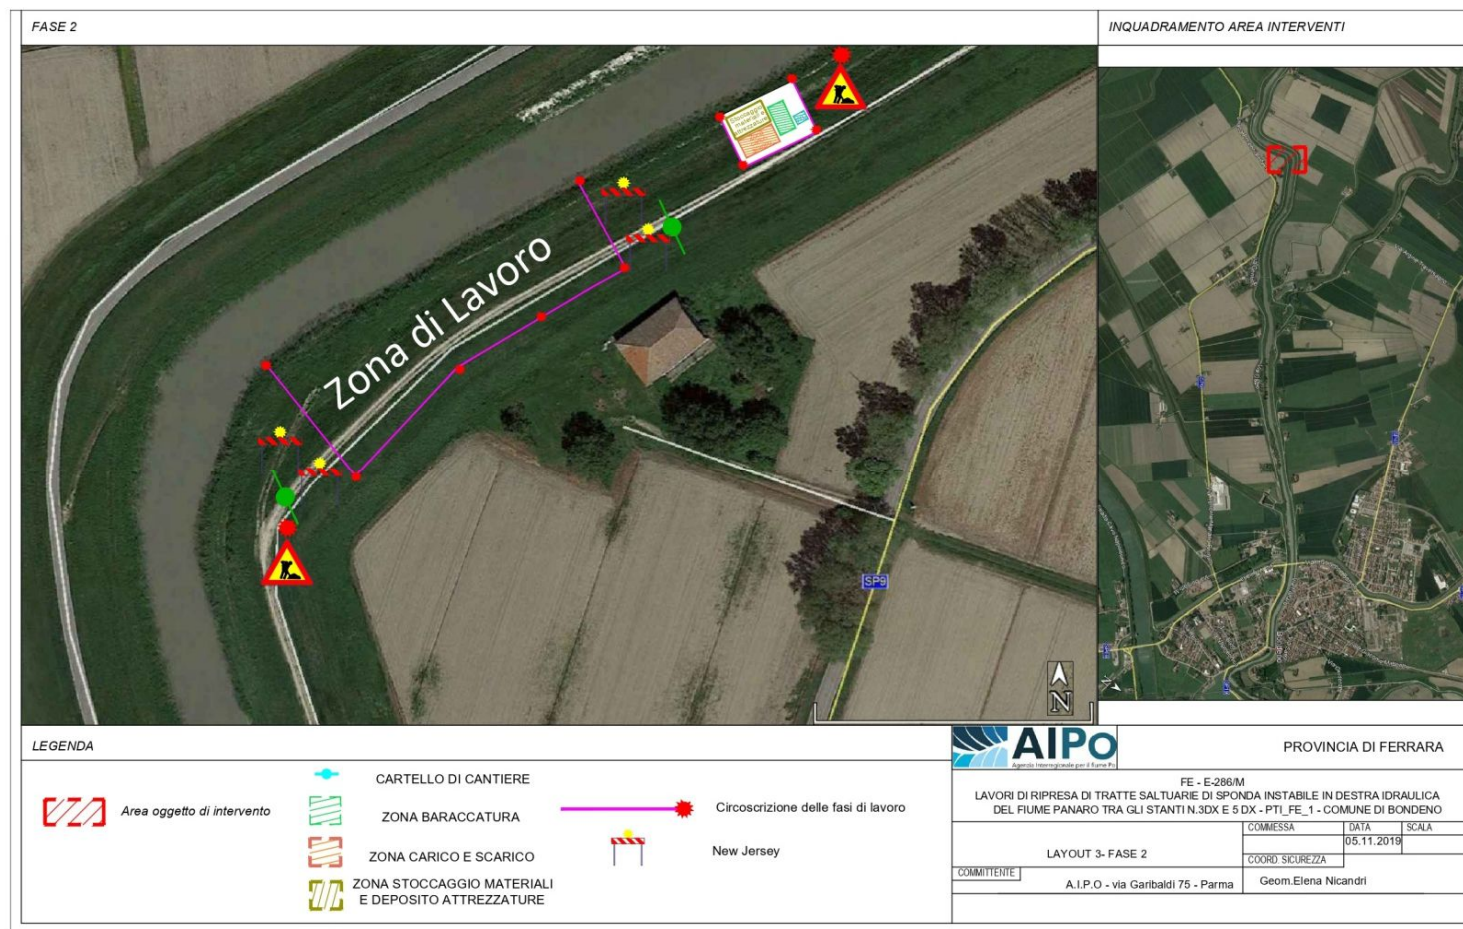 FASE 2
INQUADRAMENTO AREA INTERVENTI
Stoccaggio
materiali e
attrezzature
Zona di Lavoro
SP9
N
LEGENDA
Area oggetto di intervento
CARTELLO DI CANTIERE
ZONA BARACCATURA
ZONA CARICO E SCARICO
ZONA STOCCAGGIO MATERIALI
E DEPOSITO ATTREZZATURE
Circoscrizione delle fasi di lavoro
New Jersey
AIPo
Agenzia Interregionale per il fiume Po
PROVINCIA DI FERRARA
FE - E-286/M
LAVORI DI RIPRESA DI TRATTE SALTUARIE DI SPONDA INSTABILE IN DESTRA IDRAULICA
DEL FIUME PANARO TRA GLI STANTI N.3DX E 5 DX - PTI_FE_1 - COMUNE DI BONDENO
LAYOUT 3- FASE 2
COMMESSA
DATA
SCALA
05.11.2019
COORD. SICUREZZA
COMMITTENTE
A.I.P.O - via Garibaldi 75 - Parma
Geom.Elena Nicandri